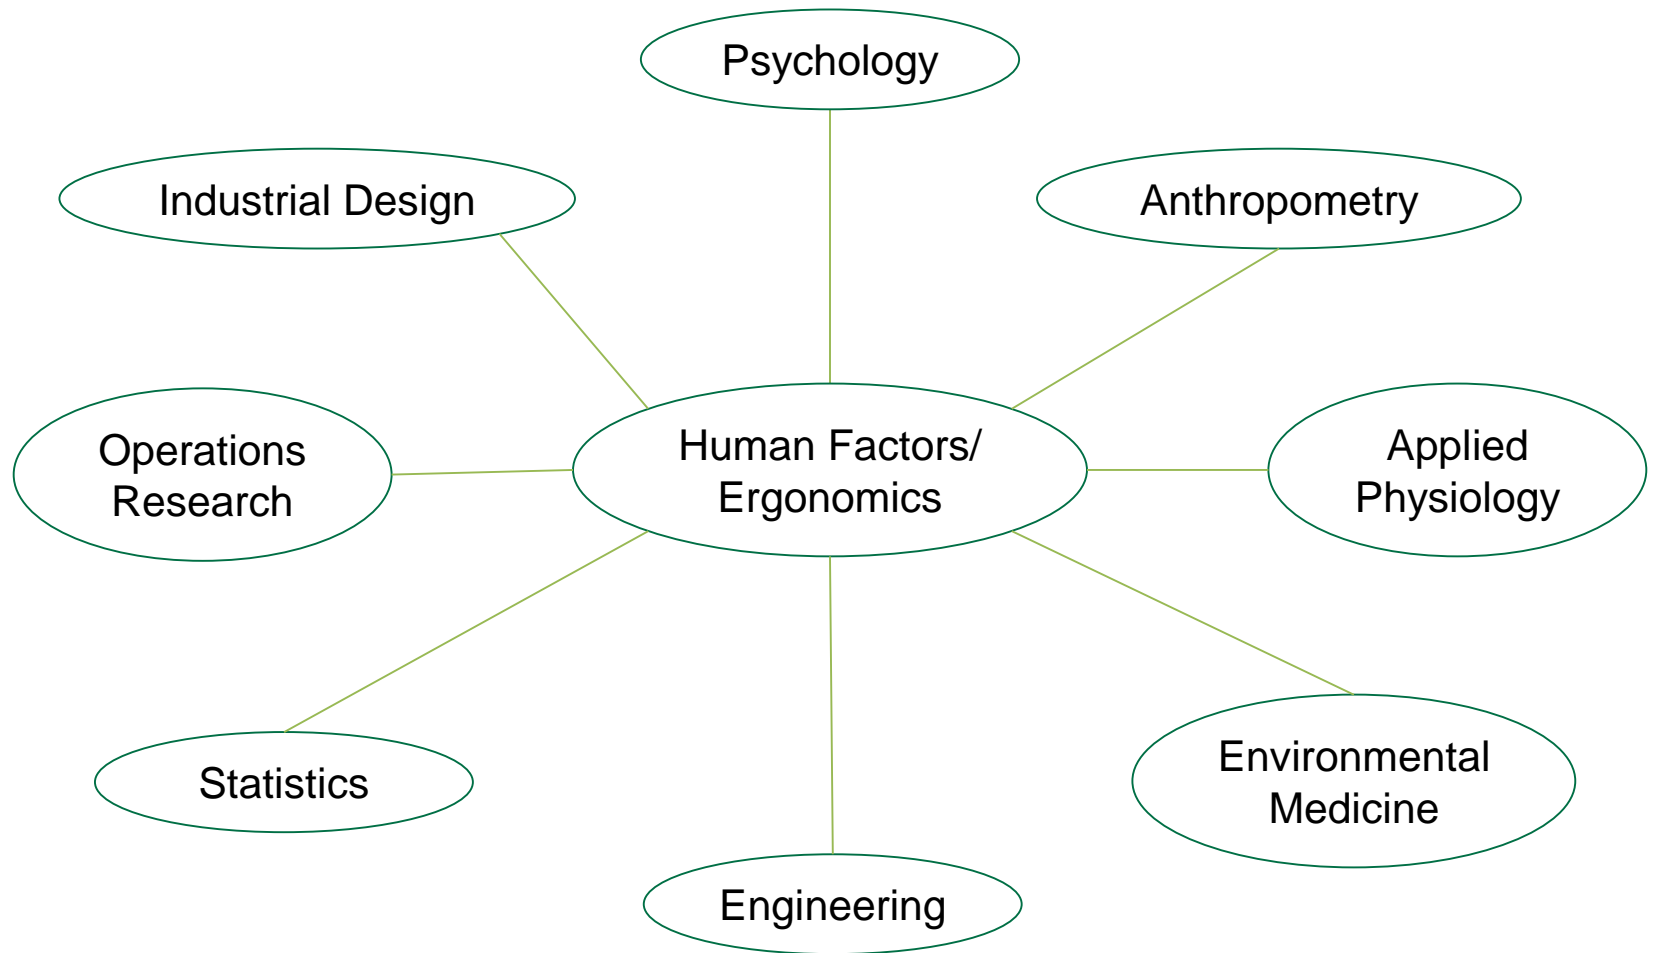 Psychology
Industrial Design
Anthropometry
Operations
Research
Human Factors/
Ergonomics
Applied
Physiology
Statistics
Environmental
Medicine
Engineering